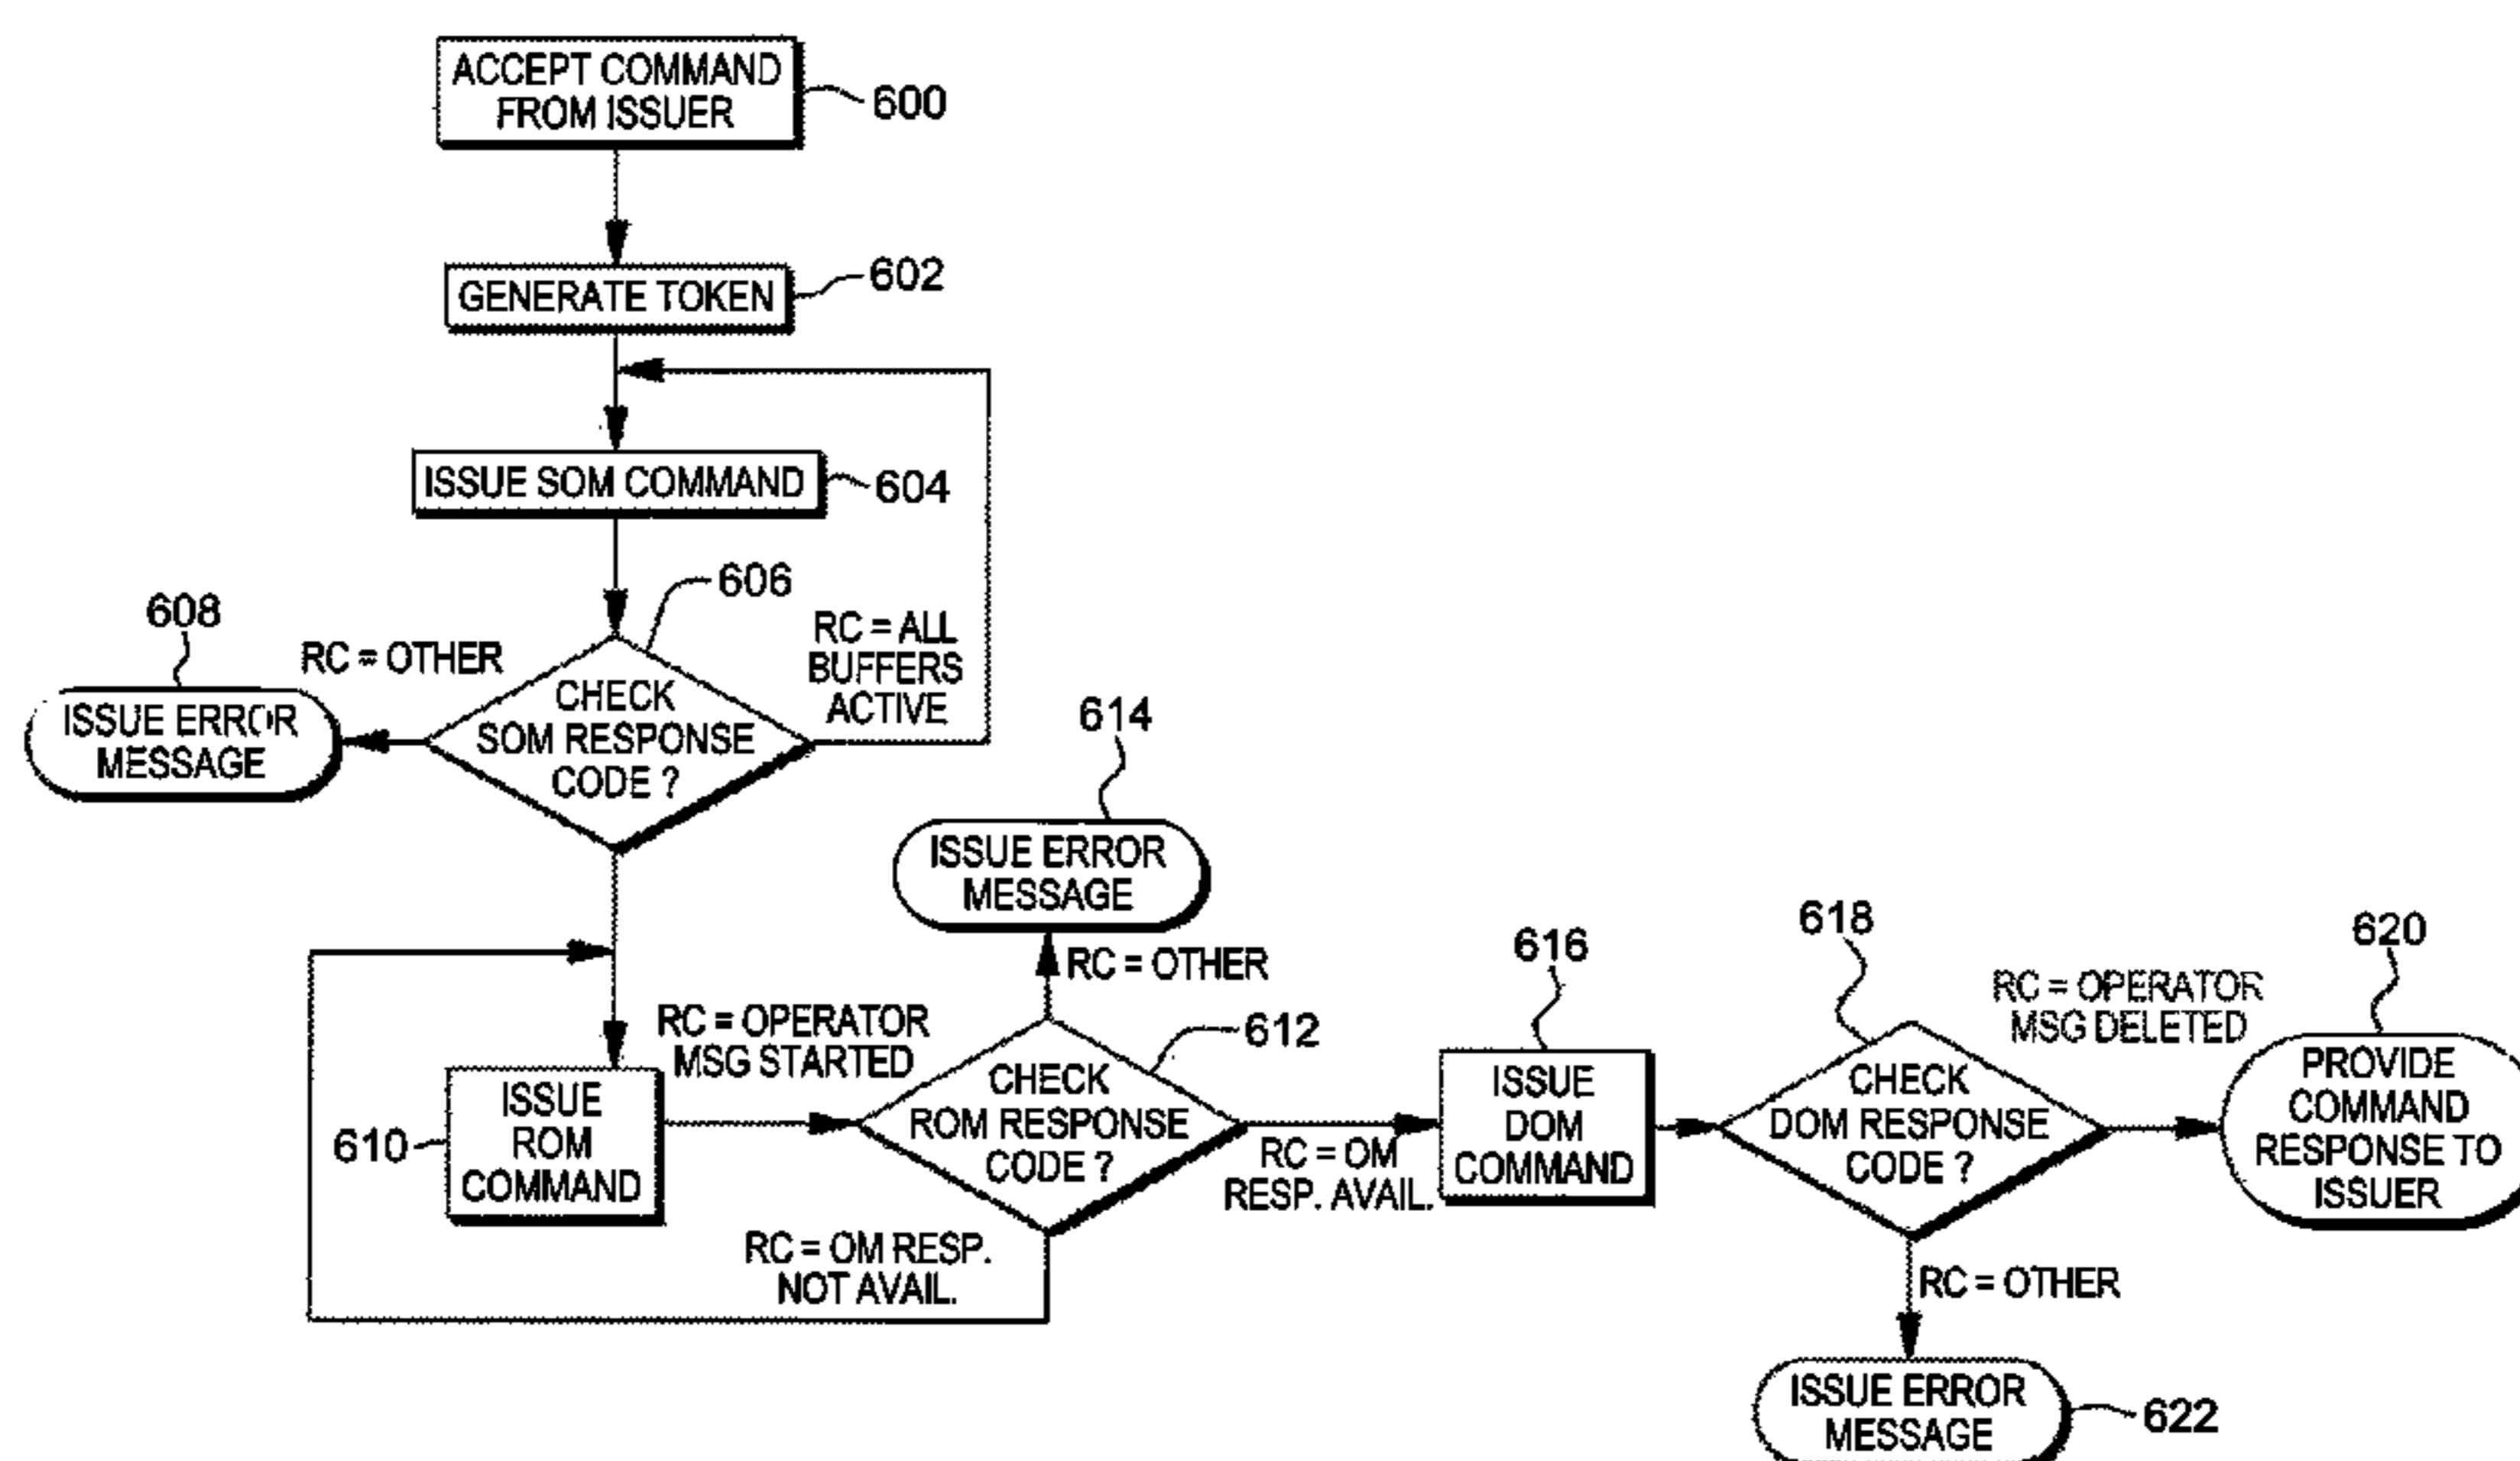 ACCEPT COMMAND
FROM ISSUER
600
GENERATE TOKEN
602
ISSUE SOM COMMAND
604
606
CHECK
SOM RESPONSE
CODE ?
RC = OTHER
608
ISSUE ERROR
MESSAGE
RC = ALL
BUFFERS
ACTIVE
614
ISSUE ERROR
MESSAGE
RC = OTHER
RC = OPERATOR
MSG STARTED
610
ISSUE
ROM
COMMAND
612
CHECK
ROM RESPONSE
CODE ?
RC = OM RESP.
NOT AVAIL.
RC = OM
RESP. AVAIL.
616
ISSUE
DOM
COMMAND
618
CHECK
DOM RESPONSE
CODE ?
RC = OPERATOR
MSG DELETED
620
PROVIDE
COMMAND
RESPONSE TO
ISSUER
RC = OTHER
ISSUE ERROR
MESSAGE
622